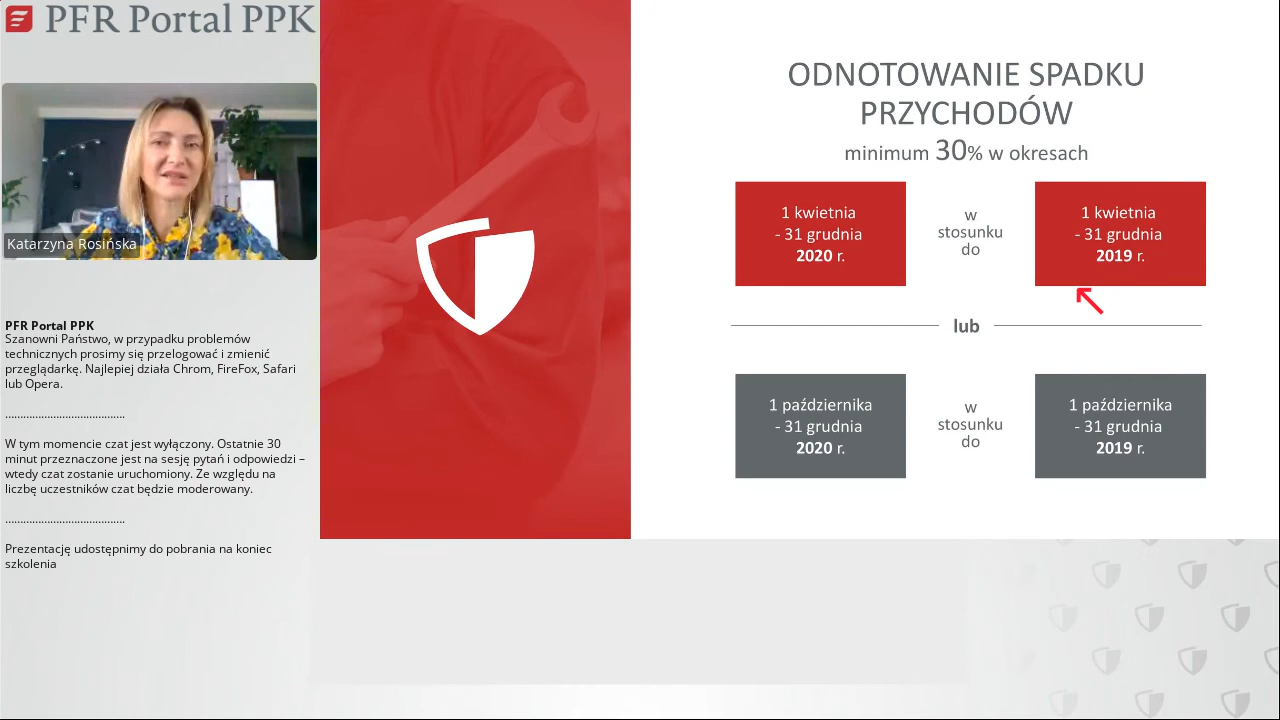 PFR Portal PPK
Katarzyna Rosińska
PFR Portal PPK
Szanowni Państwo, w przypadku problemów
technicznych prosimy się przelogować i zmienić
przeglądarkę. Najlepiej działa Chrom, FireFox, Safari
lub Opera.
........................................
W tym momencie czat jest wyłączony. Ostatnie 30
minut przeznaczone jest na sesję pytań i odpowiedzi –
wtedy czat zostanie uruchomiony. Ze względu na
liczbę uczestników czat będzie moderowany.
........................................
Prezentację udostępnimy do pobrania na koniec
szkolenia
ODNOTOWANIE SPADKU
PRZYCHODÓW
minimum 30% w okresach
1 kwietnia
- 31 grudnia
2020 r.
w
stosunku
do
1 kwietnia
- 31 grudnia
2019 r.
lub
1 października
- 31 grudnia
2020 r.
w
stosunku
do
1 października
- 31 grudnia
2019 r.